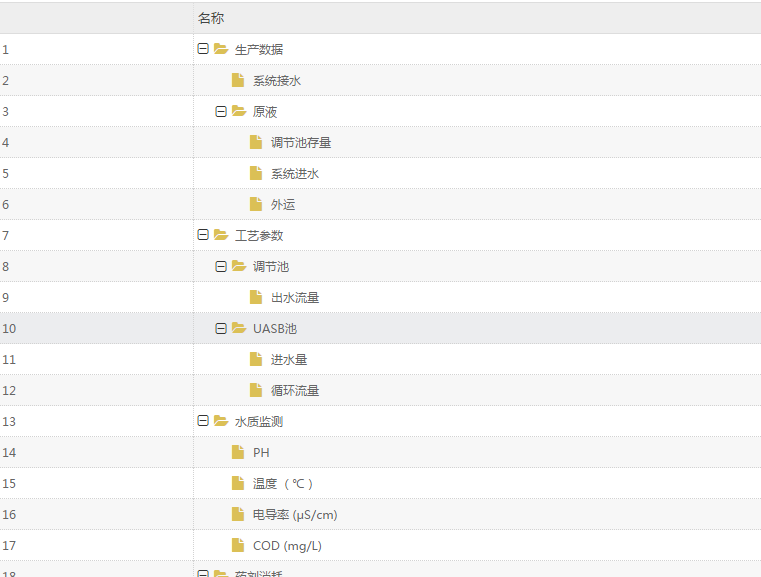 名称
1 生产数据
2 系统接水
3 原液
4 调节池存量
5 系统进水
6 外运
7 工艺参数
8 调节池
9 出水流量
10 UASB池
11 进水量
12 循环流量
13 水质监测
14 PH
15 温度（℃）
16 电导率 (μS/cm)
17 COD (mg/L)
18 药剂消耗